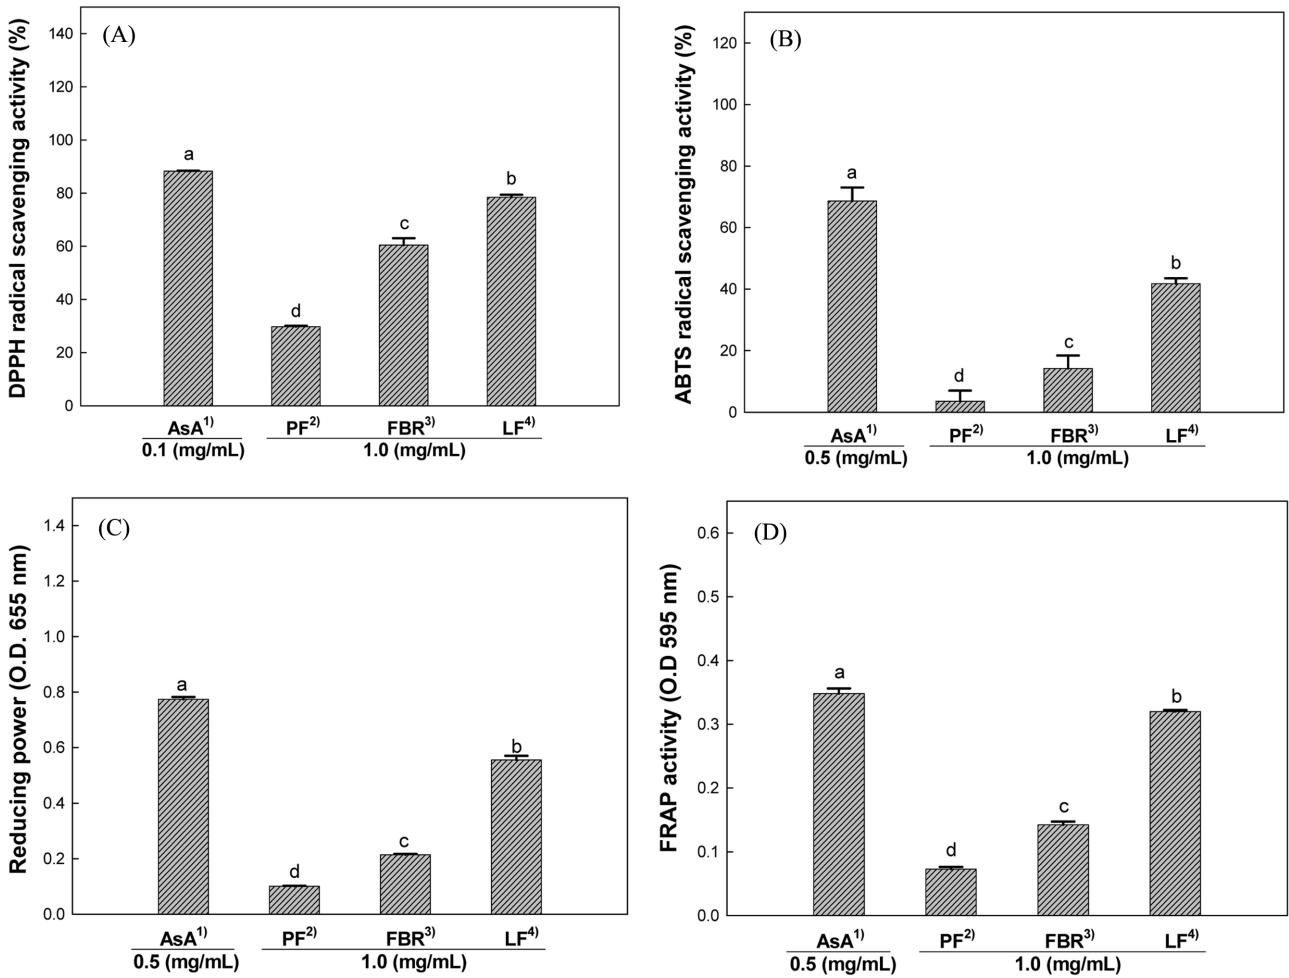 (A)
DPPH radical scavenging activity (%)
140
120
100
80
60
40
20
0
a
d
c
b
AsA1) PF2) FBR3) LF4)
0.1 (mg/mL) 1.0 (mg/mL)
(B)
ABTS radical scavenging activity (%)
120
100
80
60
40
20
0
a
d
c
b
AsA1) PF2) FBR3) LF4)
0.5 (mg/mL) 1.0 (mg/mL)
(C)
Reducing power (O.D. 655 nm)
1.4
1.2
1.0
0.8
0.6
0.4
0.2
0.0
a
d
c
b
AsA1) PF2) FBR3) LF4)
0.5 (mg/mL) 1.0 (mg/mL)
(D)
FRAP activity (O.D 595 nm)
0.6
0.5
0.4
0.3
0.2
0.1
0.0
a
d
c
b
AsA1) PF2) FBR3) LF4)
0.5 (mg/mL) 1.0 (mg/mL)